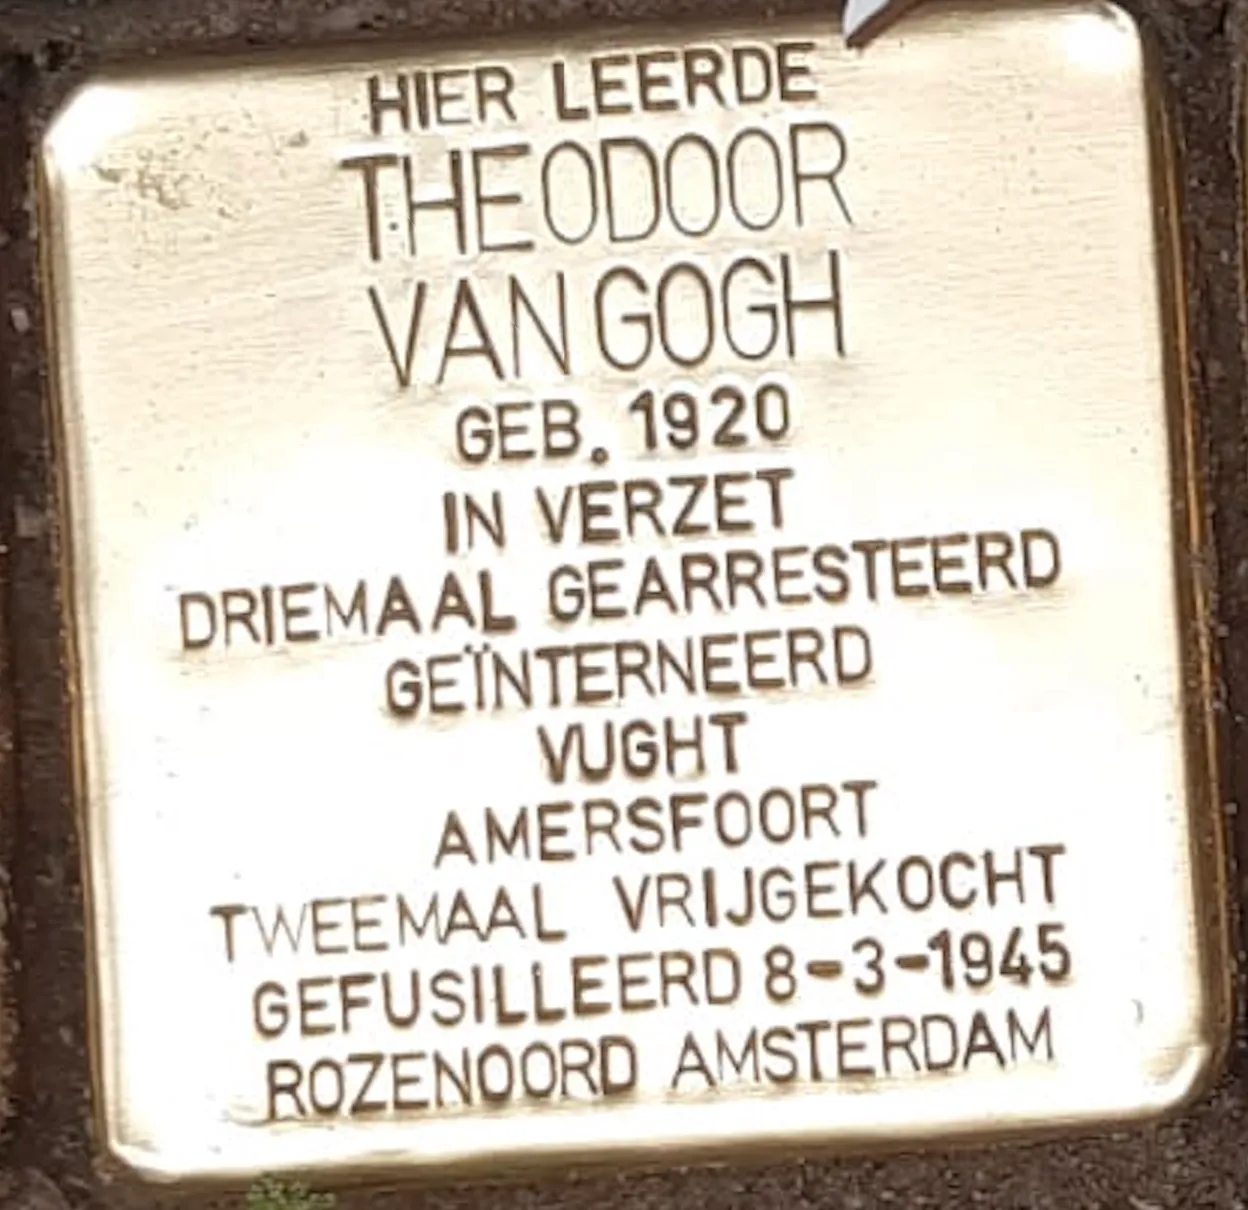 HIER LEERDE
THEODOOR
VAN GOGH
GEB. 1920
IN VERZET
DRIEMAAL GEARRESTEERD
GEÏNTERNEERD
VUGHT
AMERSFOORT
TWEEMAAL VRIJGEKOCHT
GEFUSILLEERD 8-3-1945
ROZENOORD AMSTERDAM